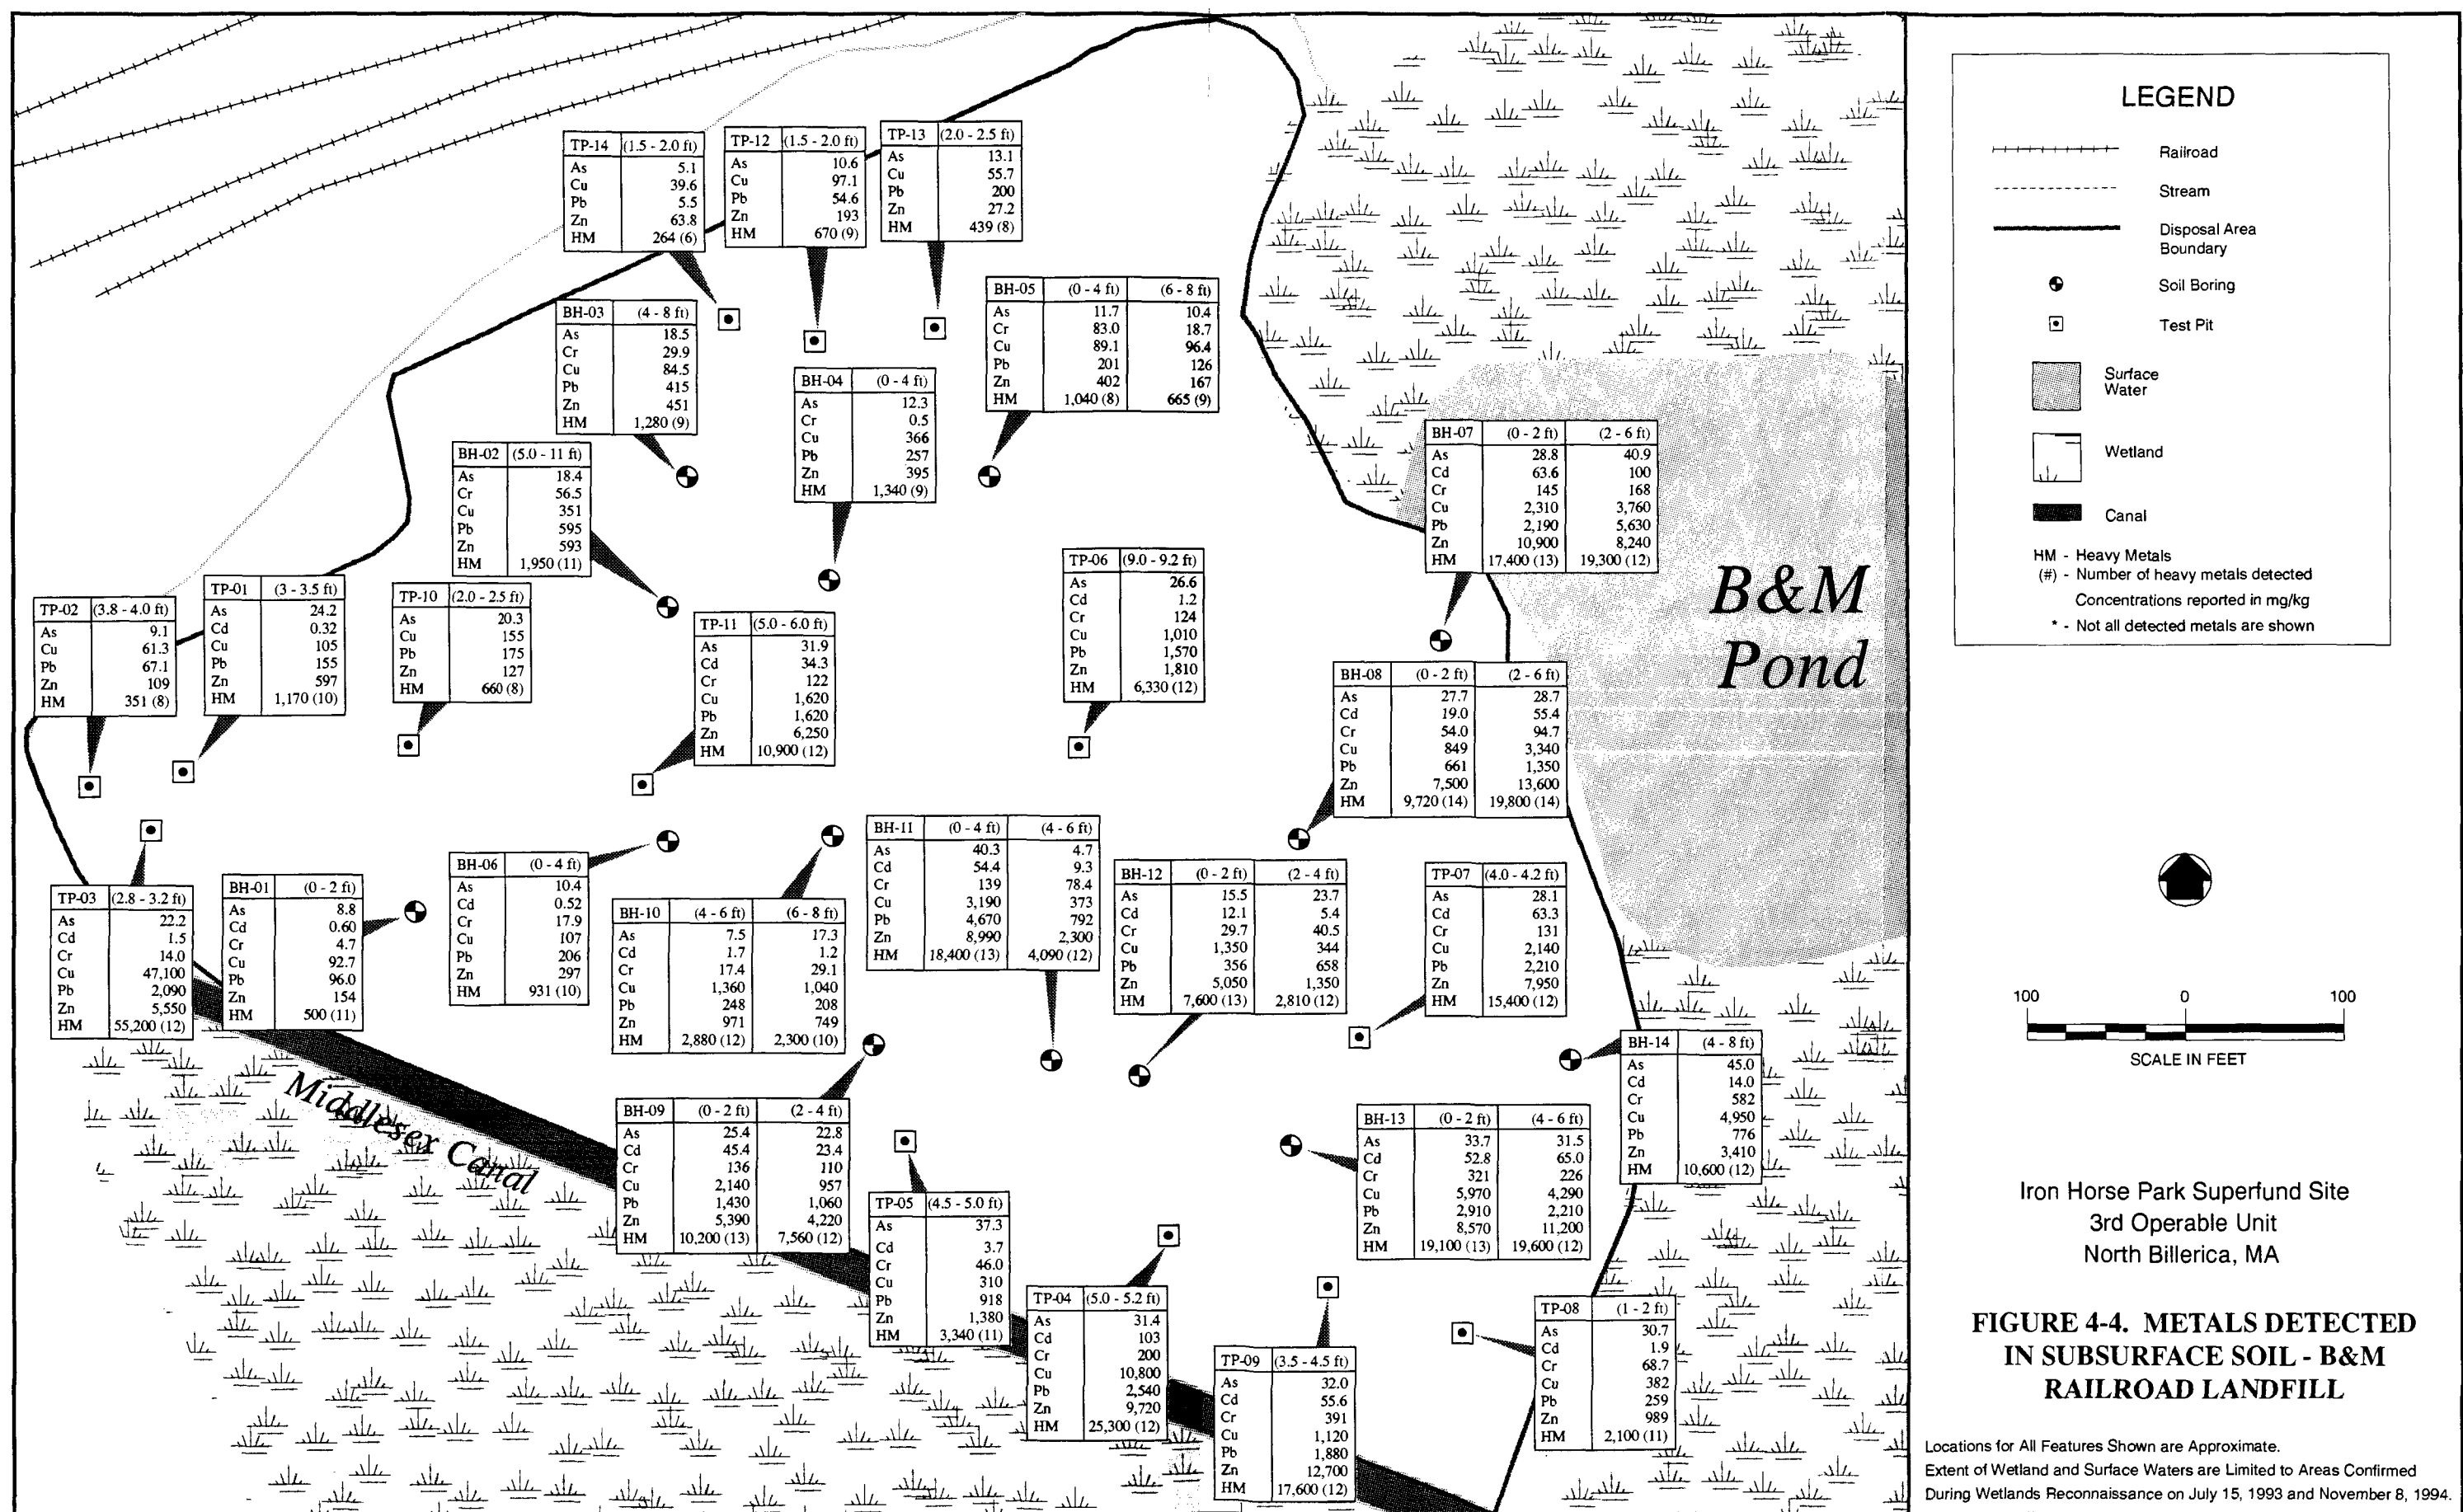 TP-14 (1.5 - 2.0 ft)
As 5.1
Cu 39.6
Pb 5.5
Zn 63.8
HM 264 (6)
TP-12 (1.5 - 2.0 ft)
As 10.6
Cu 97.1
Pb 54.6
Zn 193
HM 670 (9)
TP-13 (2.0 - 2.5 ft)
As 13.1
Cu 55.7
Pb 200
Zn 27.2
HM 439 (8)
BH-05 (0 - 4 ft) (6 - 8 ft)
As 11.7 10.4
Cr 83.0 18.7
Cu 89.1 96.4
Pb 201 126
Zn 402 167
HM 1,040 (8) 665 (9)
BH-03 (4 - 8 ft)
As 18.5
Cr 29.9
Cu 84.5
Pb 415
Zn 451
HM 1,280 (9)
BH-04 (0 - 4 ft)
As 12.3
Cr 0.5
Cu 366
Pb 257
Zn 395
HM 1,340 (9)
BH-02 (5.0 - 11 ft)
As 18.4
Cr 56.5
Cu 351
Pb 595
Zn 593
HM 1,950 (11)
BH-07 (0 - 2 ft) (2 - 6 ft)
As 28.8 40.9
Cd 63.6 100
Cr 145 168
Cu 2,310 3,760
Pb 2,190 5,630
Zn 10,900 8,240
HM 17,400 (13) 19,300 (12)
TP-02 (3.8 - 4.0 ft)
As 9.1
Cu 61.3
Pb 67.1
Zn 109
HM 351 (8)
TP-01 (3 - 3.5 ft)
As 24.2
Cd 0.32
Cu 105
Pb 155
Zn 597
HM 1,170 (10)
TP-10 (2.0 - 2.5 ft)
As 20.3
Cu 155
Pb 175
Zn 127
HM 660 (8)
TP-11 (5.0 - 6.0 ft)
As 31.9
Cd 34.3
Cr 122
Cu 1,620
Pb 1,620
Zn 6,250
HM 10,900 (12)
TP-06 (9.0 - 9.2 ft)
As 26.6
Cd 1.2
Cr 124
Cu 1,010
Pb 1,570
Zn 1,810
HM 6,330 (12)
B&M
Pond
BH-08 (0 - 2 ft) (2 - 6 ft)
As 27.7 28.7
Cd 19.0 55.4
Cr 54.0 94.7
Cu 849 3,340
Pb 661 1,350
Zn 7,500 13,600
HM 9,720 (14) 19,800 (14)
TP-03 (2.8 - 3.2 ft)
As 22.2
Cd 1.5
Cr 14.0
Cu 47,100
Pb 2,090
Zn 5,550
HM 55,200 (12)
BH-01 (0 - 2 ft)
As 8.8
Cd 0.60
Cr 4.7
Cu 92.7
Pb 96.0
Zn 154
HM 500 (11)
BH-06 (0 - 4 ft)
As 10.4
Cd 0.52
Cr 17.9
Cu 107
Pb 206
Zn 297
HM 931 (10)
BH-10 (4 - 6 ft) (6 - 8 ft)
As 7.5 17.3
Cd 1.7 1.2
Cr 17.4 29.1
Cu 1,360 1,040
Pb 248 208
Zn 971 749
HM 2,880 (12) 2,300 (10)
BH-11 (0 - 4 ft) (4 - 6 ft)
As 40.3 4.7
Cd 54.4 9.3
Cr 139 78.4
Cu 3,190 373
Pb 4,670 792
Zn 8,990 2,300
HM 18,400 (13) 4,090 (12)
BH-12 (0 - 2 ft) (2 - 4 ft)
As 15.5 23.7
Cd 12.1 5.4
Cr 29.7 40.5
Cu 1,350 344
Pb 356 658
Zn 5,050 1,350
HM 7,600 (13) 2,810 (12)
TP-07 (4.0 - 4.2 ft)
As 28.1
Cd 63.3
Cr 131
Cu 2,140
Pb 2,210
Zn 7,950
HM 15,400 (12)
BH-14 (4 - 8 ft)
As 45.0
Cd 14.0
Cr 582
Cu 4,950
Pb 776
Zn 3,410
HM 10,600 (12)
Middlesex Canal
BH-09 (0 - 2 ft) (2 - 4 ft)
As 25.4 22.8
Cd 45.4 23.4
Cr 136 110
Cu 2,140 957
Pb 1,430 1,060
Zn 5,390 4,220
HM 10,200 (13) 7,560 (12)
BH-13 (0 - 2 ft) (4 - 6 ft)
As 33.7 31.5
Cd 52.8 65.0
Cr 321 226
Cu 5,970 4,290
Pb 2,910 2,210
Zn 8,570 11,200
HM 19,100 (13) 19,600 (12)
TP-05 (4.5 - 5.0 ft)
As 37.3
Cd 3.7
Cr 46.0
Cu 310
Pb 918
Zn 1,380
HM 3,340 (11)
TP-04 (5.0 - 5.2 ft)
As 31.4
Cd 103
Cr 200
Cu 10,800
Pb 2,540
Zn 9,720
HM 25,300 (12)
TP-09 (3.5 - 4.5 ft)
As 32.0
Cd 55.6
Cr 391
Cu 1,120
Pb 1,880
Zn 12,700
HM 17,600 (12)
TP-08 (1 - 2 ft)
As 30.7
Cd 1.9
Cr 68.7
Cu 382
Pb 259
Zn 989
HM 2,100 (11)
LEGEND
Railroad
Stream
Disposal Area
Boundary
Soil Boring
Test Pit
Surface
Water
Wetland
Canal
HM - Heavy Metals
(#) - Number of heavy metals detected
Concentrations reported in mg/kg
* - Not all detected metals are shown
100 0 100
SCALE IN FEET
Iron Horse Park Superfund Site
3rd Operable Unit
North Billerica, MA
FIGURE 4-4. METALS DETECTED
IN SUBSURFACE SOIL - B&M
RAILROAD LANDFILL
Locations for All Features Shown are Approximate.
Extent of Wetland and Surface Waters are Limited to Areas Confirmed
During Wetlands Reconnaissance on July 15, 1993 and November 8, 1994.